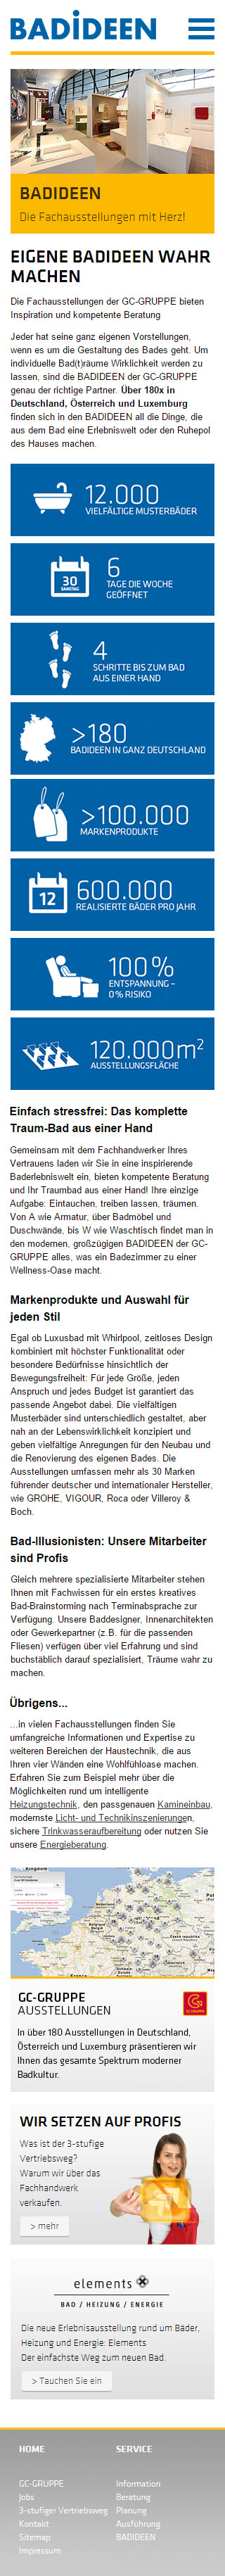 BADIDEEN
BADIDEEN
Die Fachausstellungen mit Herz!
EIGENE BADIDEEN WAHR
MACHEN
Die Fachausstellungen der GC-GRUPPE bieten
Inspiration und kompetente Beratung
Jeder hat seine ganz eigenen Vorstellungen,
wenn es um die Gestaltung des Bades geht. Um
individuelle Bad(t)räume Wirklichkeit werden zu
lassen, sind die BADIDEEN der GC-GRUPPE
genau der richtige Partner. Über 180x in
Deutschland, Österreich und Luxemburg
finden sich in den BADIDEEN all die Dinge, die
aus dem Bad eine Erlebniswelt oder den Ruhepol
des Hauses machen.
12.000
VIELFÄLTIGE MUSTERBÄDER
30
SAMSTAG
6
TAGE DIE WOCHE
GEÖFFNET
4
SCHRITTE BIS ZUM BAD
AUS EINER HAND
>180
BADIDEEN IN GANZ DEUTSCHLAND
>100.000
MARKENPRODUKTE
12
600.000
REALISIERTE BÄDER PRO JAHR
100%
ENTSPANNUNG –
0% RISIKO
120.000m²
AUSSTELLUNGSFLÄCHE
Einfach stressfrei: Das komplette
Traum-Bad aus einer Hand
Gemeinsam mit dem Fachhandwerker Ihres
Vertrauens laden wir Sie in eine inspirierende
Baderlebniswelt ein, bieten kompetente Beratung
und Ihr Traumbad aus einer Hand! Ihre einzige
Aufgabe: Eintauchen, treiben lassen, träumen.
Von A wie Armatur, über Badmöbel und
Duschwände, bis W wie Waschtisch findet man in
den modernen, großzügigen BADIDEEN der GC-
GRUPPE alles, was ein Badezimmer zu einer
Wellness-Oase macht.
Markenprodukte und Auswahl für
jeden Stil
Egal ob Luxusbad mit Whirlpool, zeitloses Design
kombiniert mit höchster Funktionalität oder
besondere Bedürfnisse hinsichtlich der
Bewegungsfreiheit: Für jede Größe, jeden
Anspruch und jedes Budget ist garantiert das
passende Angebot dabei. Die vielfältigen
Musterbäder sind unterschiedlich gestaltet, aber
nah an der Lebenswirklichkeit konzipiert und
geben vielfältige Anregungen für den Neubau und
die Renovierung des eigenen Bades. Die
Ausstellungen umfassen mehr als 30 Marken
führender deutscher und internationaler Hersteller,
wie GROHE, VIGOUR, Roca oder Villeroy &
Boch.
Bad-Illusionisten: Unsere Mitarbeiter
sind Profis
Gleich mehrere spezialisierte Mitarbeiter stehen
Ihnen mit Fachwissen für ein erstes kreatives
Bad-Brainstorming nach Terminabsprache zur
Verfügung. Unsere Baddesigner, Innenarchitekten
oder Gewerkepartner (z.B. für die passenden
Fliesen) verfügen über viel Erfahrung und sind
buchstäblich darauf spezialisiert, Träume wahr zu
machen.
Übrigens...
...in vielen Fachausstellungen finden Sie
umfangreiche Informationen und Expertise zu
weiteren Bereichen der Haustechnik, die aus
Ihren vier Wänden eine Wohlfühloase machen.
Erfahren Sie zum Beispiel mehr über die
Möglichkeiten rund um intelligente
Heizungstechnik, den passgenauen Kamineinbau,
modernste Licht- und Technikinszenierungen,
sichere Trinkwasseraufbereitung oder nutzen Sie
unsere Energieberatung.
GC-GRUPPE
AUSSTELLUNGEN
In über 180 Ausstellungen in Deutschland,
Österreich und Luxemburg präsentieren wir
Ihnen das gesamte Spektrum moderner
Badkultur.
WIR SETZEN AUF PROFIS
Was ist der 3-stufige
Vertriebsweg?
Warum wir über das
Fachhandwerk
verkaufen.
> mehr
elements
BAD / HEIZUNG / ENERGIE
Die neue Erlebnisausstellung rund um Bäder,
Heizung und Energie: Elements
Der einfachste Weg zum neuen Bad.
> Tauchen Sie ein
HOME
GC-GRUPPE
Jobs
3-stufiger Vertriebsweg
Kontakt
Sitemap
Impressum
SERVICE
Information
Beratung
Planung
Ausführung
BADIDEEN